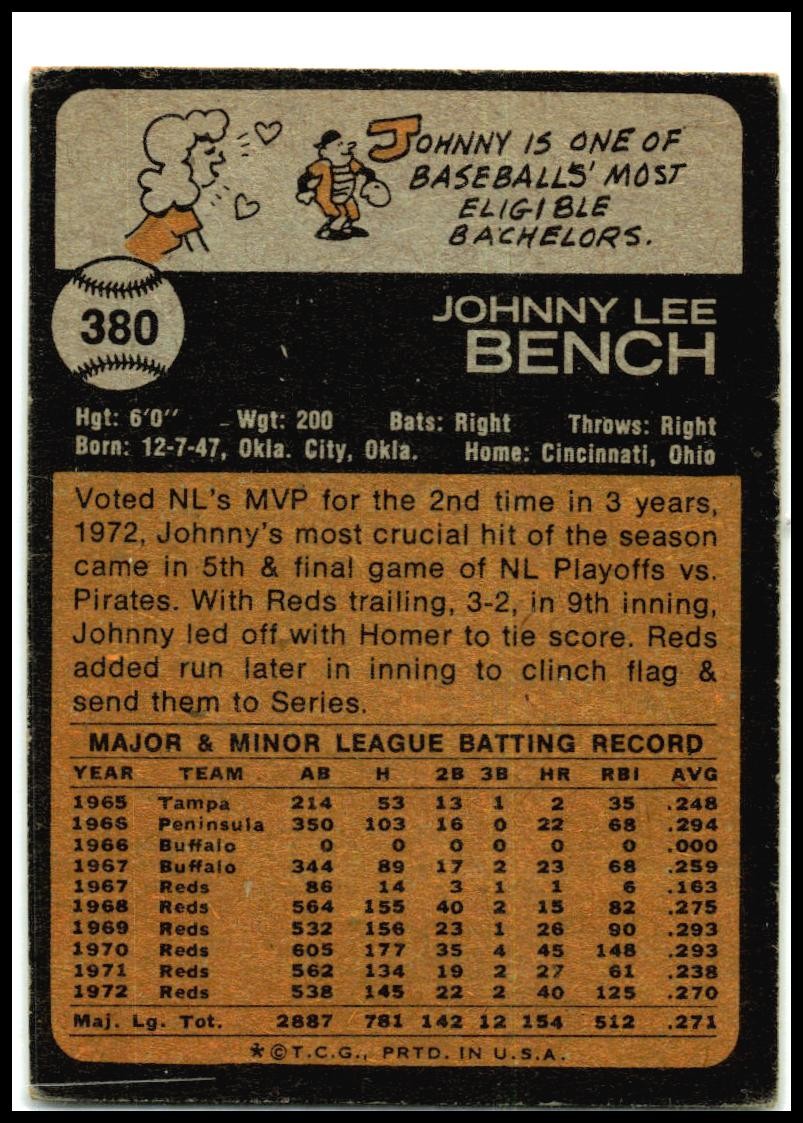 JOHNNY IS ONE OF
BASEBALLS' MOST
ELIGIBLE
BACHELORS.
380
JOHNNY LEE
BENCH
Hgt: 6'0" Wgt: 200 Bats: Right Throws: Right
Born: 12-7-47, Okla. City, Okla. Home: Cincinnati, Ohio
Voted NL's MVP for the 2nd time in 3 years,
1972, Johnny's most crucial hit of the season
came in 5th & final game of NL Playoffs vs.
Pirates. With Reds trailing, 3-2, in 9th inning,
Johnny led off with Homer to tie score. Reds
added run later in inning to clinch flag &
send them to Series.
MAJOR & MINOR LEAGUE BATTING RECORD
YEAR TEAM AB H 2B 3B HR RBI AVG
1965 Tampa 214 53 13 1 2 35 .248
1966 Peninsula 350 103 16 0 22 68 .294
1966 Buffalo 0 0 0 0 0 0 .000
1967 Buffalo 344 89 17 2 23 68 .259
1967 Reds 86 14 3 1 1 6 .163
1968 Reds 564 155 40 2 15 82 .275
1969 Reds 532 156 23 1 26 90 .293
1970 Reds 605 177 35 4 45 148 .293
1971 Reds 562 134 19 2 27 61 .238
1972 Reds 538 145 22 2 40 125 .270
Maj. Lg. Tot. 2887 781 142 12 154 512 .271
*©T.C.G., PRTD. IN U.S.A.